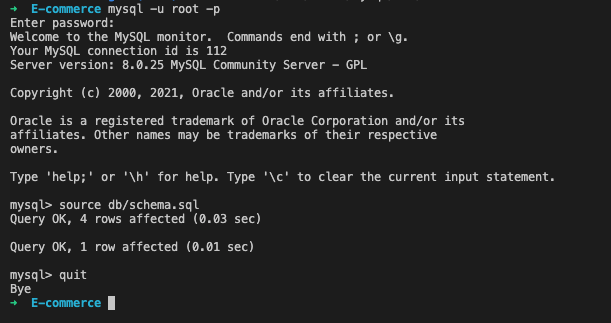 ➜  E-commerce mysql -u root -p
Enter password:
Welcome to the MySQL monitor.  Commands end with ; or \g.
Your MySQL connection id is 112
Server version: 8.0.25 MySQL Community Server - GPL

Copyright (c) 2000, 2021, Oracle and/or its affiliates.

Oracle is a registered trademark of Oracle Corporation and/or its
affiliates. Other names may be trademarks of their respective
owners.

Type 'help;' or '\h' for help. Type '\c' to clear the current input statement.

mysql> source db/schema.sql
Query OK, 4 rows affected (0.03 sec)

Query OK, 1 row affected (0.01 sec)

mysql> quit
Bye
➜  E-commerce